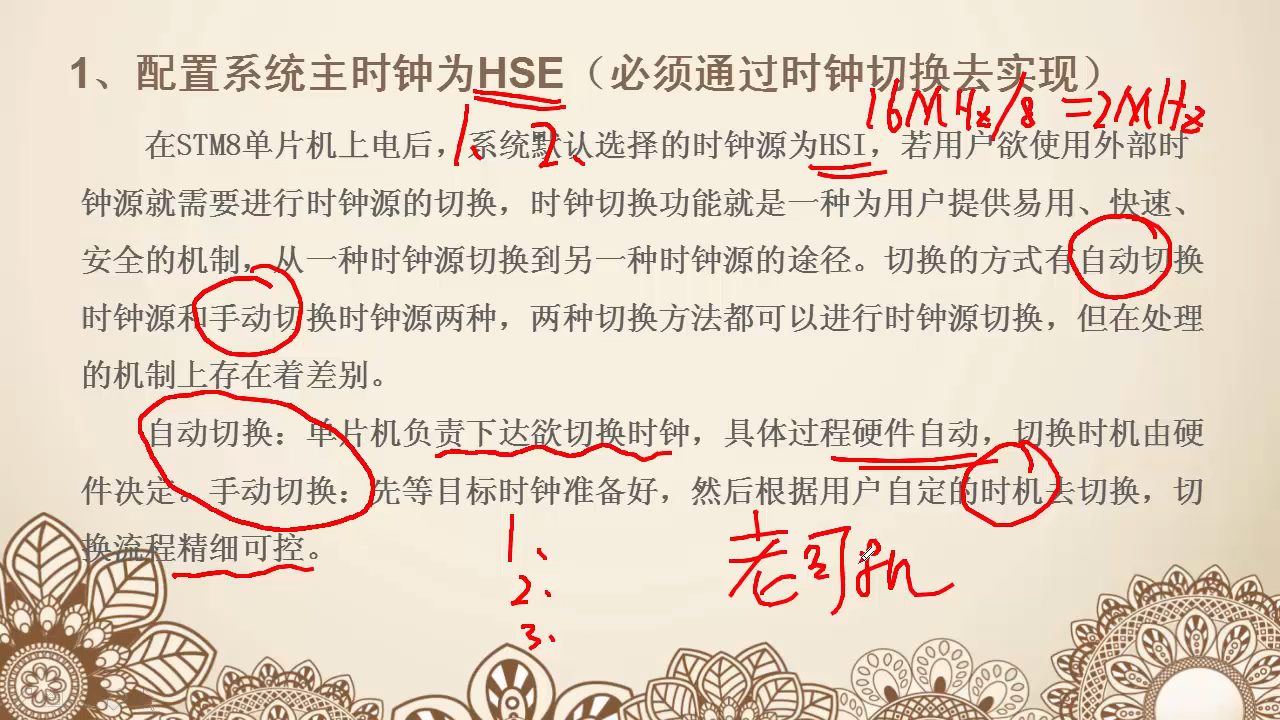 1、配置系统主时钟为HSE（必须通过时钟切换去实现）
16MHz/8=2MHz
1、2、
在STM8单片机上电后，系统默认选择的时钟源为HSI，若用户欲使用外部时
钟源就需要进行时钟源的切换，时钟切换功能就是一种为用户提供易用、快速、
安全的机制，从一种时钟源切换到另一种时钟源的途径。切换的方式有自动切换
时钟源和手动切换时钟源两种，两种切换方法都可以进行时钟源切换，但在处理
的机制上存在着差别。
自动切换：单片机负责下达欲切换时钟，具体过程硬件自动，切换时机由硬
件决定。手动切换：先等目标时钟准备好，然后根据用户自定的时机去切换，切
换流程精细可控。
1、
2、
3、
老司